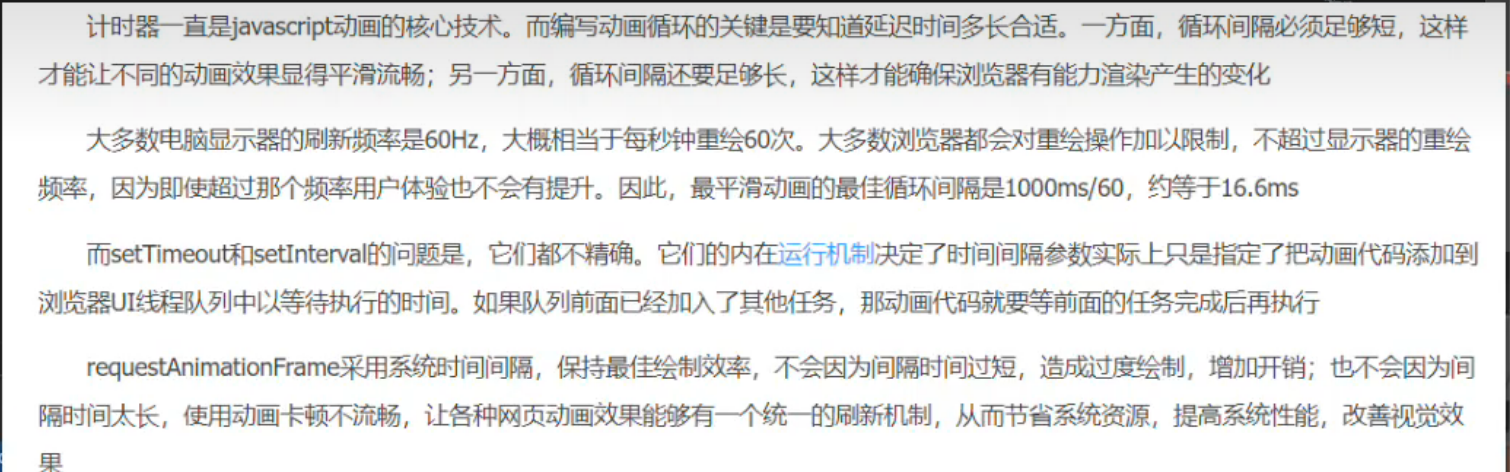 计时器一直是javascript动画的核心技术。而编写动画循环的关键是要知道延迟时间多长合适。一方面，循环间隔必须足够短，这样
才能让不同的动画效果显得平滑流畅；另一方面，循环间隔还要足够长，这样才能确保浏览器有能力渲染产生的变化
大多数电脑显示器的刷新频率是60Hz，大概相当于每秒钟重绘60次。大多数浏览器都会对重绘操作加以限制，不超过显示器的重绘
频率，因为即使超过那个频率用户体验也不会有提升。因此，最平滑动画的最佳循环间隔是1000ms/60，约等于16.6ms
而setTimeout和setInterval的问题是，它们都不精确。它们的内在运行机制决定了时间间隔参数实际上只是指定了把动画代码添加到
浏览器UI线程队列中以等待执行的时间。如果队列前面已经加入了其他任务，那动画代码就要等前面的任务完成后再执行
requestAnimationFrame采用系统时间间隔，保持最佳绘制效率，不会因为间隔时间过短，造成过度绘制，增加开销；也不会因为间
隔时间太长，使用动画卡顿不流畅，让各种网页动画效果能够有一个统一的刷新机制，从而节省系统资源，提高系统性能，改善视觉效
果